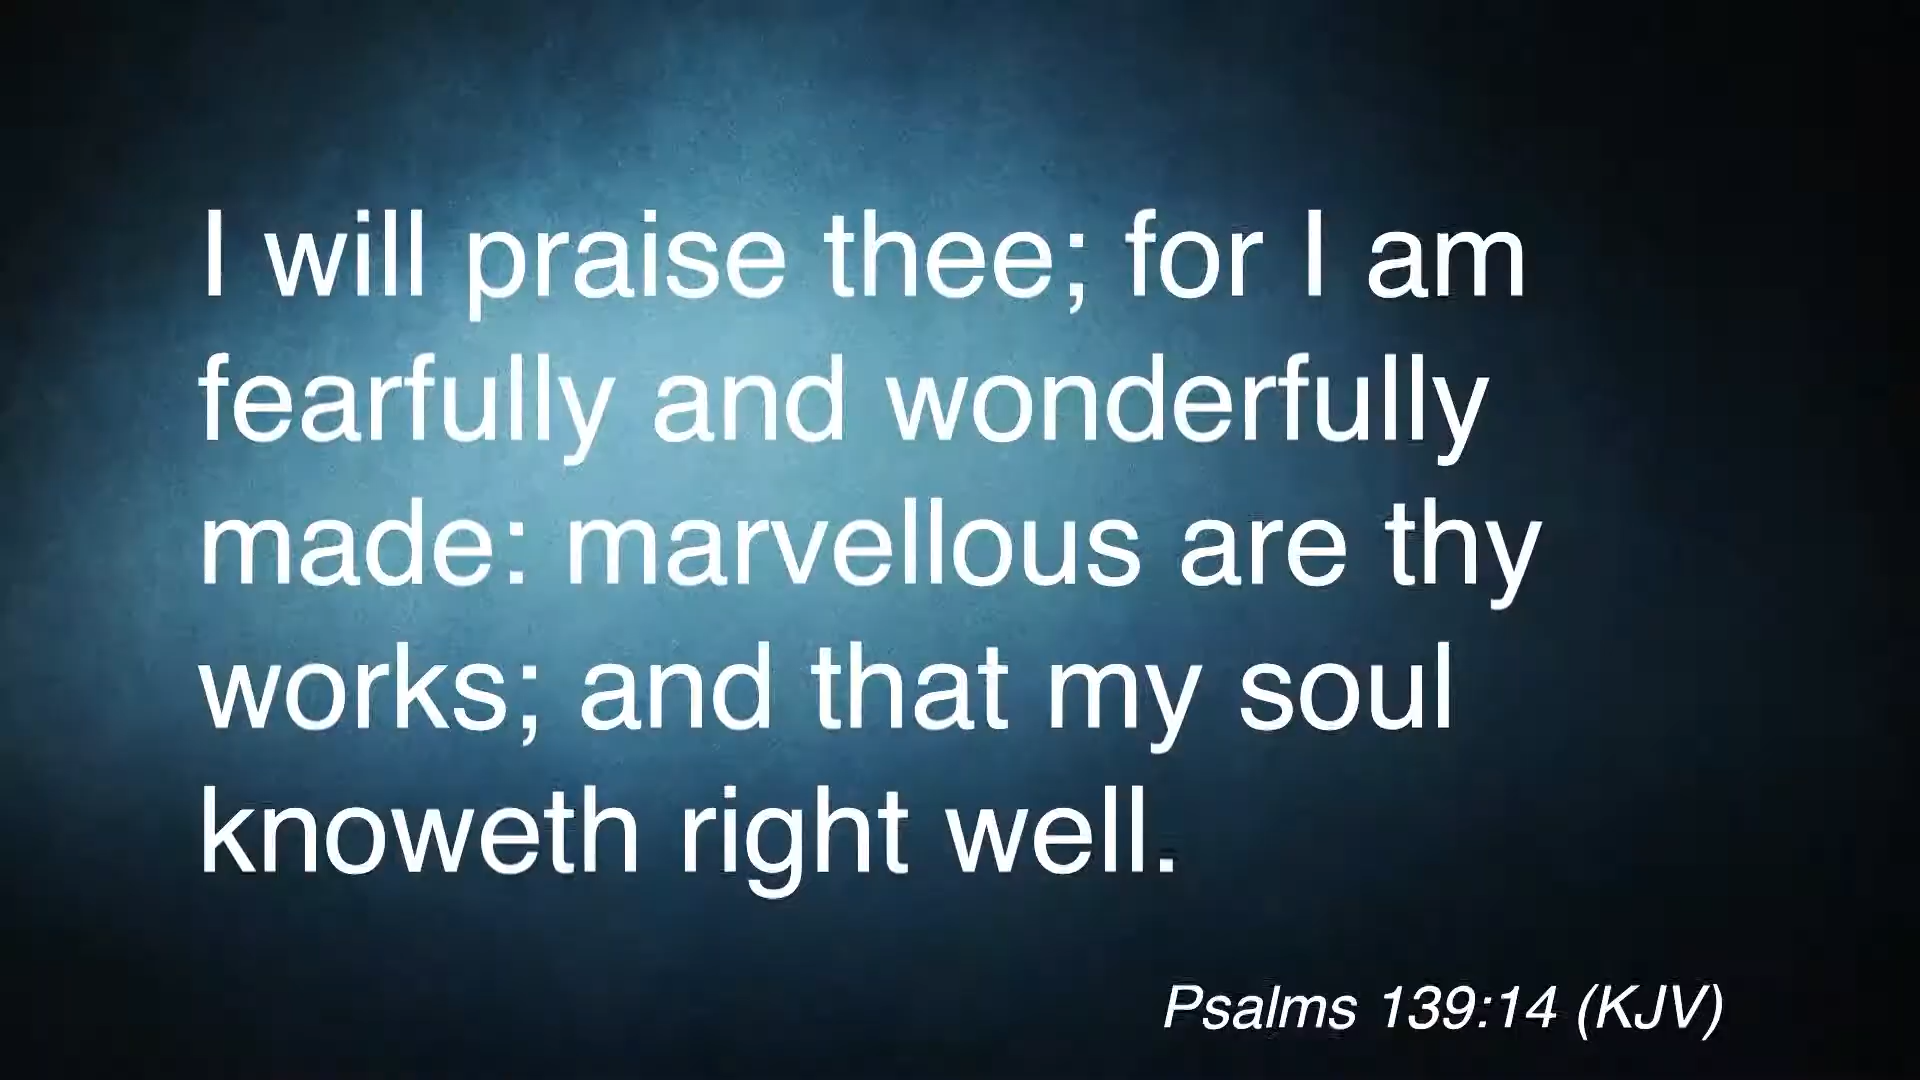 I will praise thee; for I am
fearfully and wonderfully
made: marvellous are thy
works; and that my soul
knoweth right well.
Psalms 139:14 (KJV)